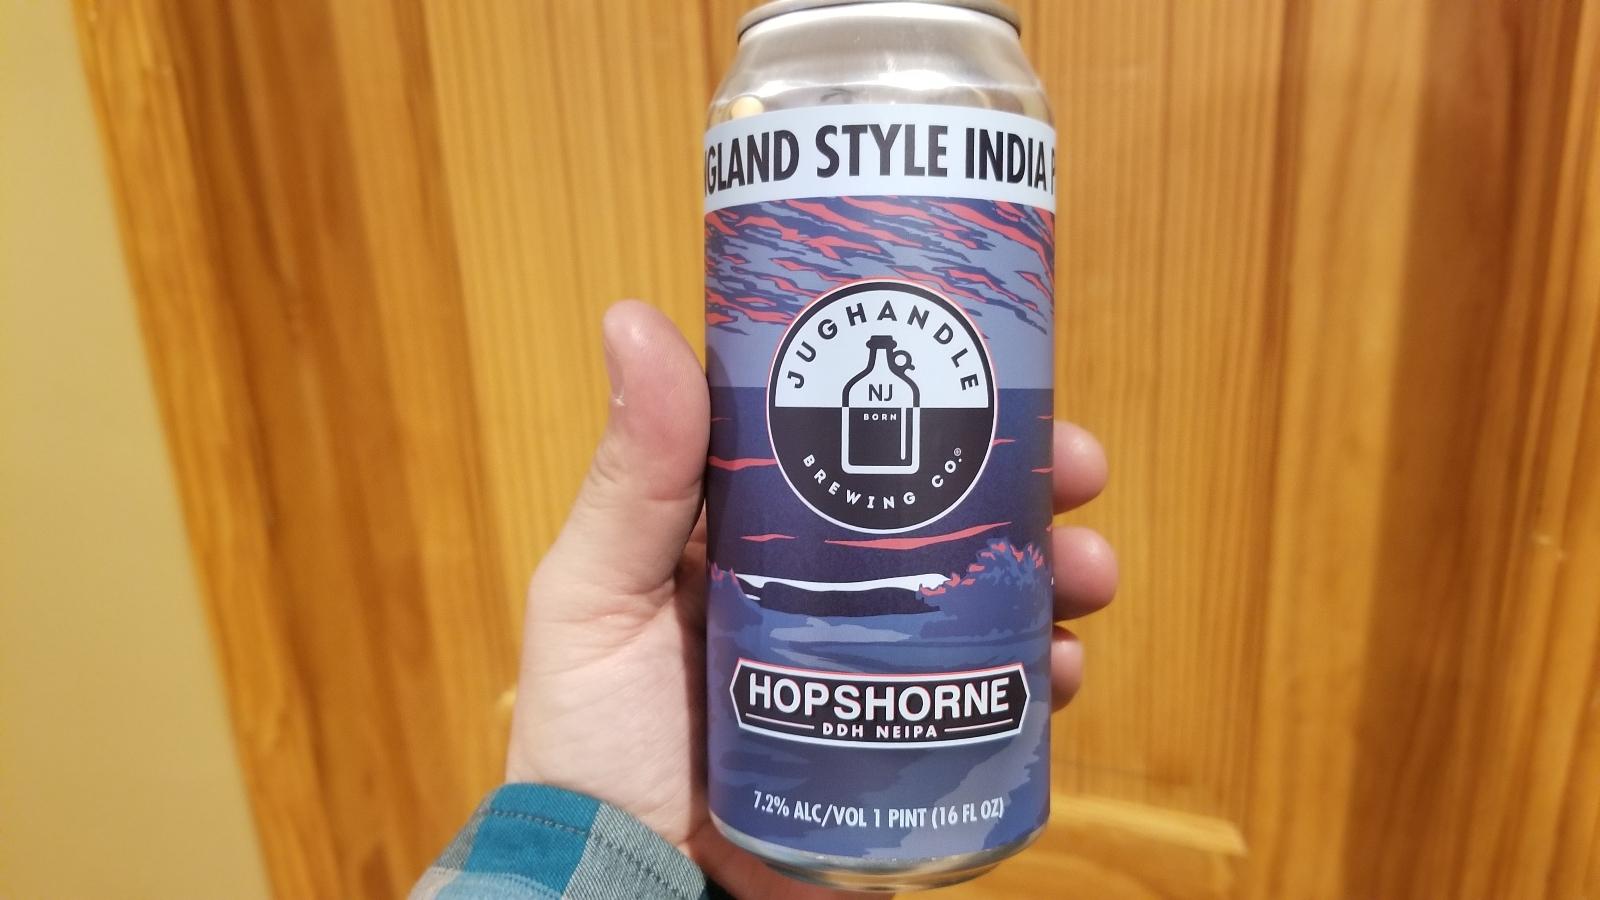 GLAND STYLE INDIA
JUGHANDLE
NJ
BORN
BREWING CO.®
HOPSHORNE
DDH NEIPA
7.2% ALC/VOL 1 PINT (16 FL OZ)